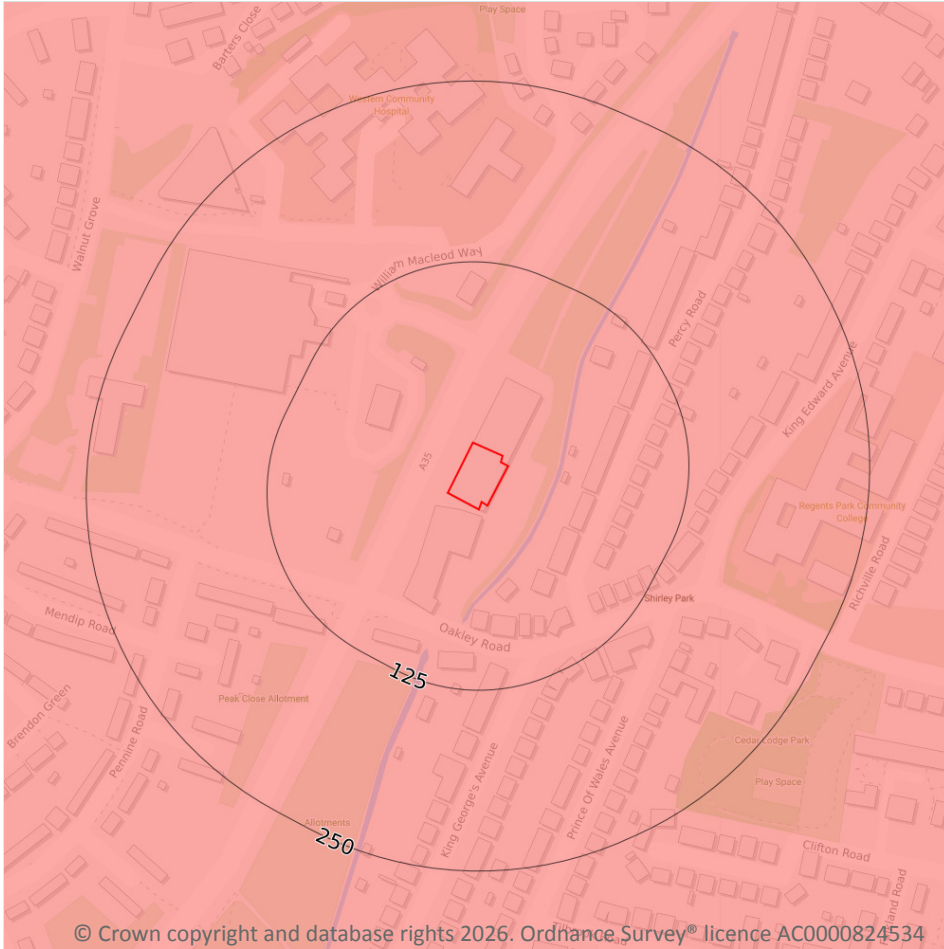 Play Space
Barters Close
Western Community
Hospital
Walnut Grove
William Macleod Way
Percy Road
King Edward Avenue
A35
Regents Park Community
College
Richville Road
Shirley Park
Mendip Road
Oakley Road
125
Peak Close Allotment
Brendon Green
Pennine Road
King George's Avenue
Prince Of Wales Avenue
Cedar Lodge Park
Play Space
Allotments
250
Clifton Road
© Crown copyright and database rights 2026. Ordnance Survey® licence AC0000824534